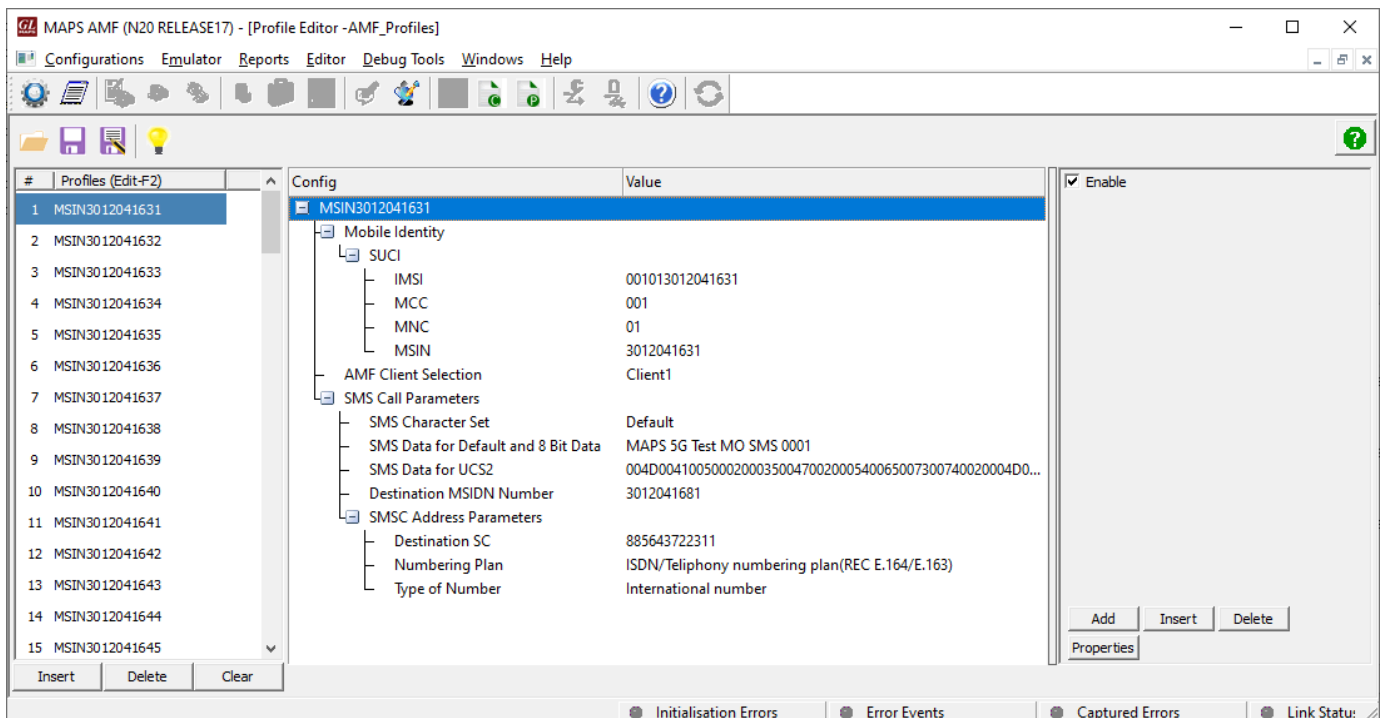 GL MAPS
MAPS AMF (N20 RELEASE17) - [Profile Editor -AMF_Profiles]
Configurations Emulator Reports Editor Debug Tools Windows Help
# Profiles (Edit-F2) Config Value Enable
1 MSIN3012041631 MSIN3012041631
2 MSIN3012041632 Mobile Identity
SUCI
3 MSIN3012041633 IMSI 001013012041631
4 MSIN3012041634 MCC 001
5 MSIN3012041635 MNC 01
6 MSIN3012041636 MSIN 3012041631
AMF Client Selection Client1
7 MSIN3012041637 SMS Call Parameters
8 MSIN3012041638 SMS Character Set Default
9 MSIN3012041639 SMS Data for Default and 8 Bit Data MAPS 5G Test MO SMS 0001
SMS Data for UCS2 004D004100500002000350047002000540065007300740020004D0...
10 MSIN3012041640 Destination MSIDN Number 3012041681
11 MSIN3012041641 SMSC Address Parameters
12 MSIN3012041642 Destination SC 885643722311
13 MSIN3012041643 Numbering Plan ISDN/Teliphony numbering plan(REC E.164/E.163)
Type of Number International number
14 MSIN3012041644 Add Insert Delete
15 MSIN3012041645 Properties
Insert Delete Clear
Initialisation Errors Error Events Captured Errors Link Status